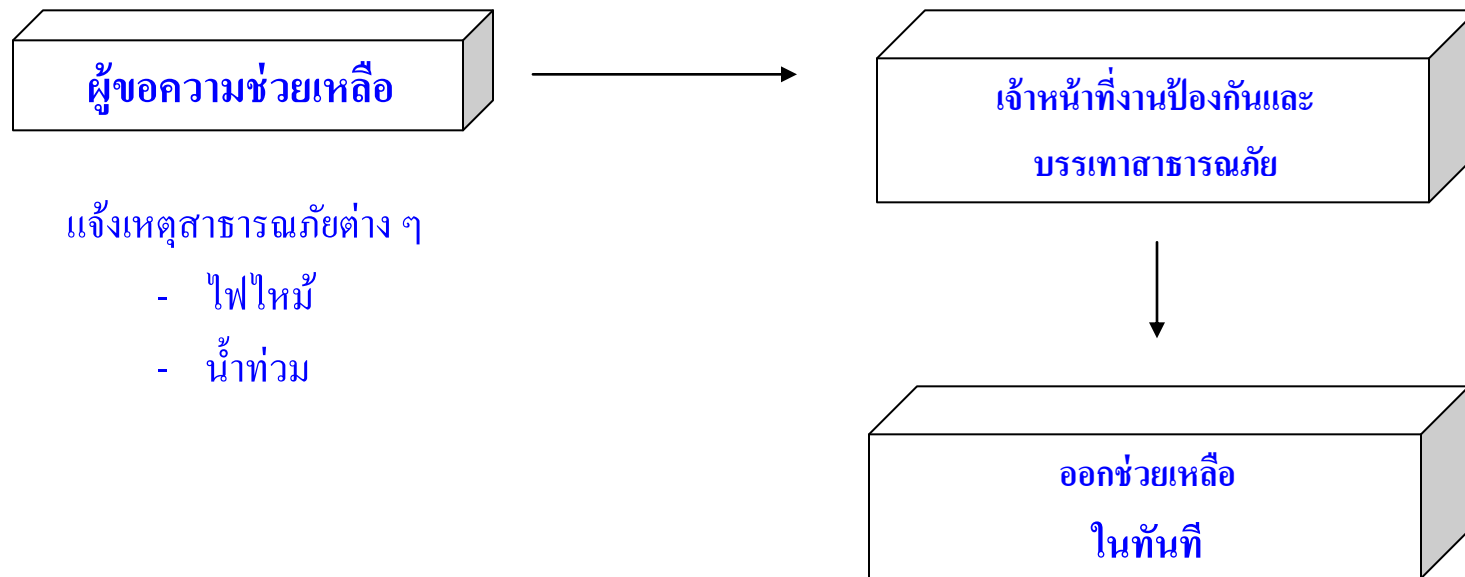 ผู้ขอความช่วยเหลือ
แจ้งเหตุสาธารณภัยต่าง ๆ
- ไฟไหม้
- น้ำท่วม
เจ้าหน้าที่งานป้องกันและ
บรรเทาสาธารณภัย
ออกช่วยเหลือ
ในทันที